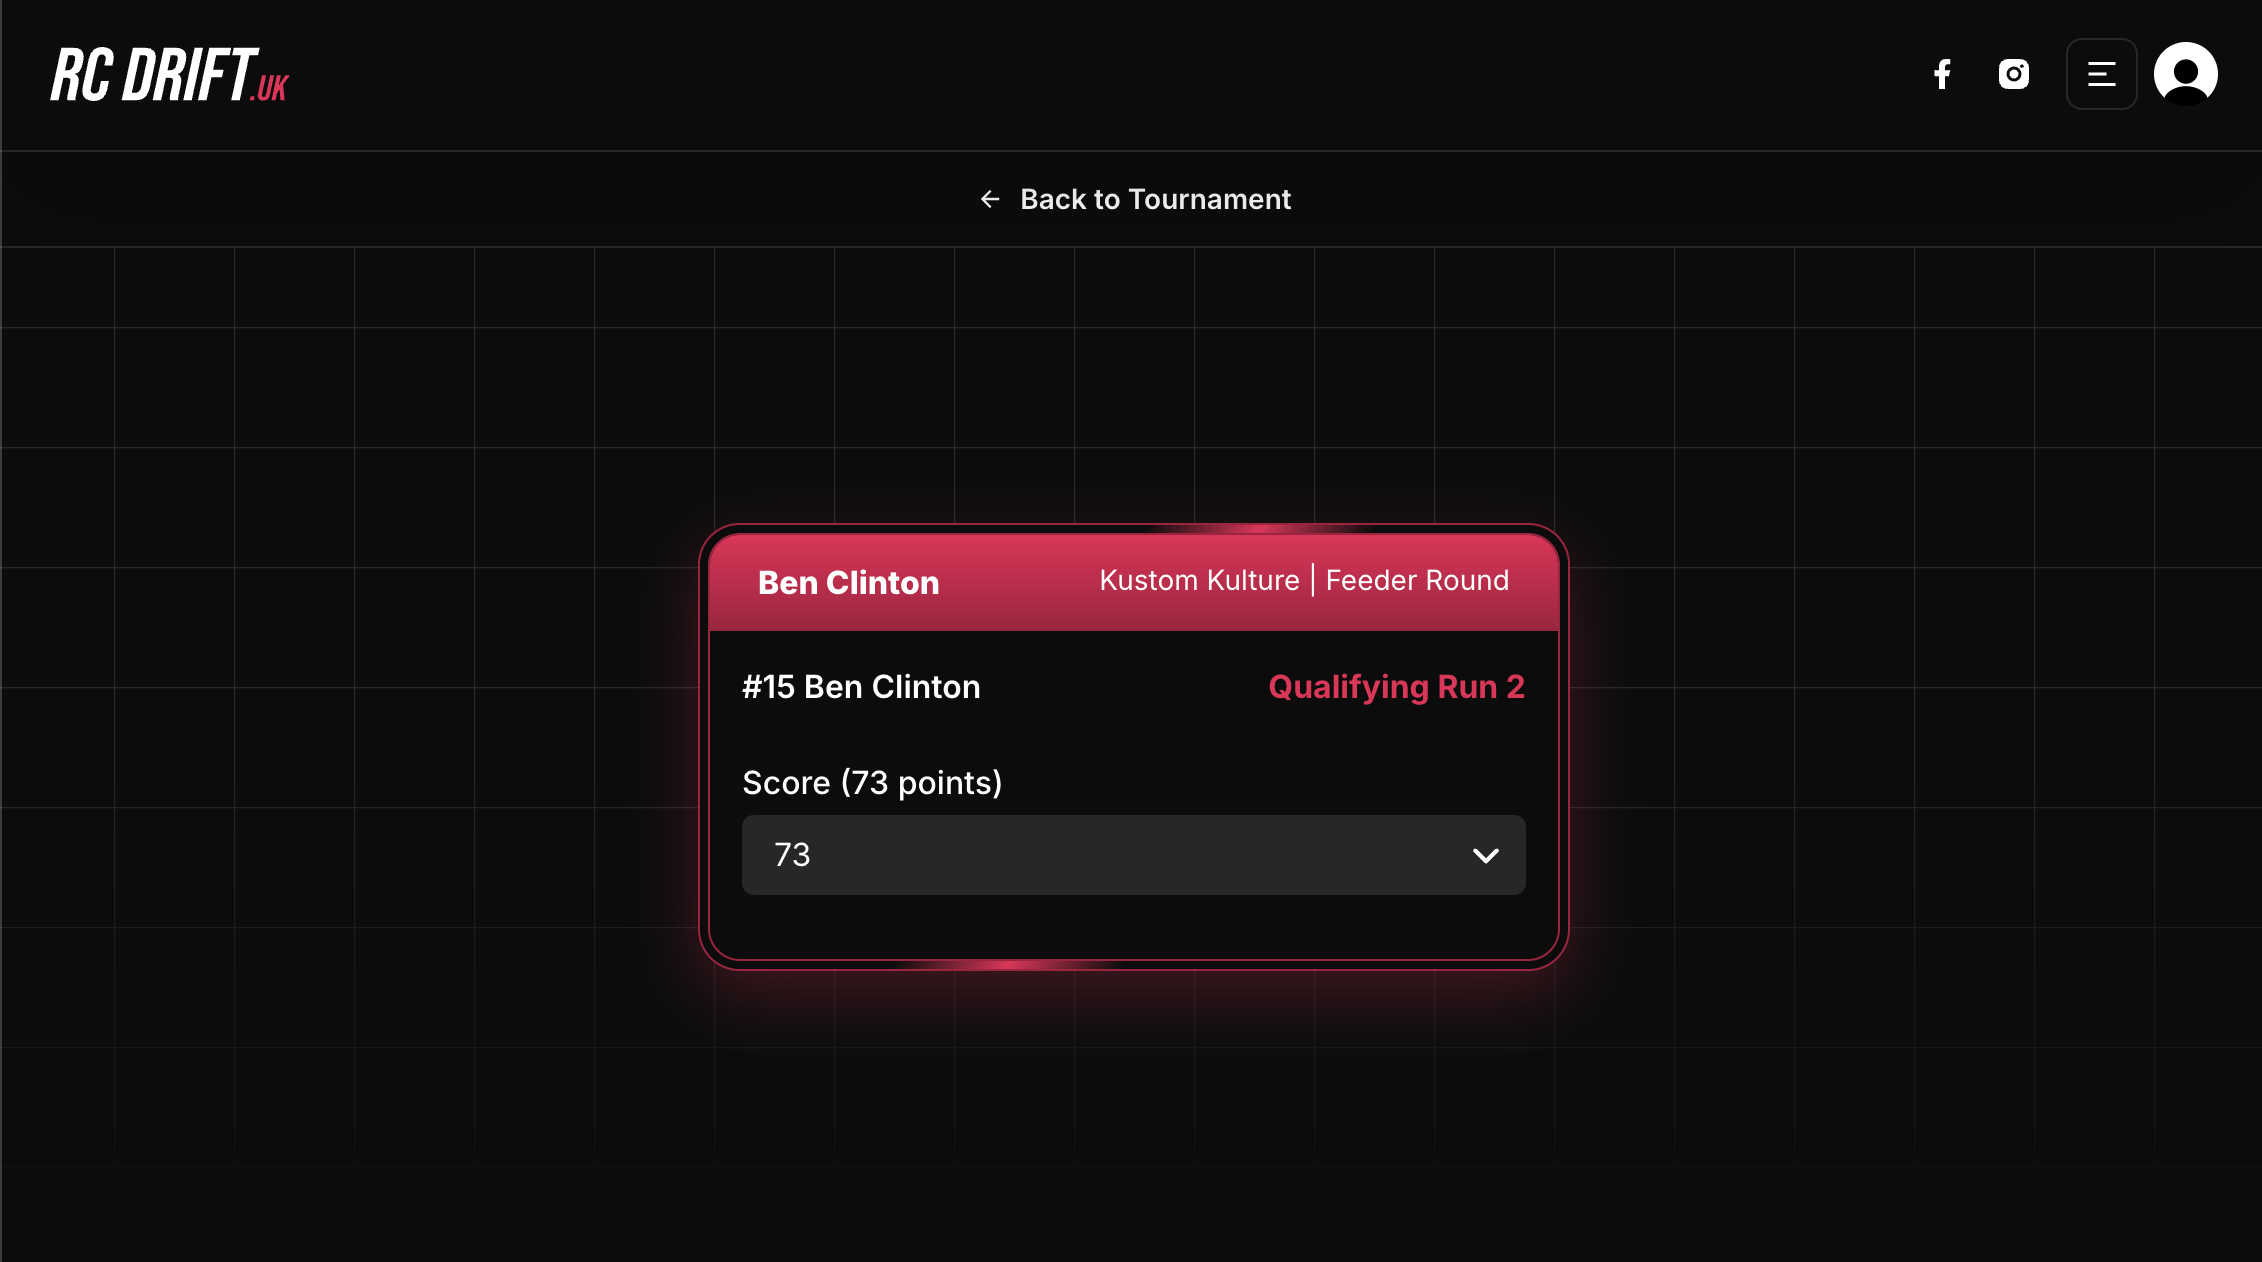 RC DRIFT.UK
Back to Tournament
Ben Clinton
Kustom Kulture | Feeder Round
#15 Ben Clinton
Qualifying Run 2
Score (73 points)
73